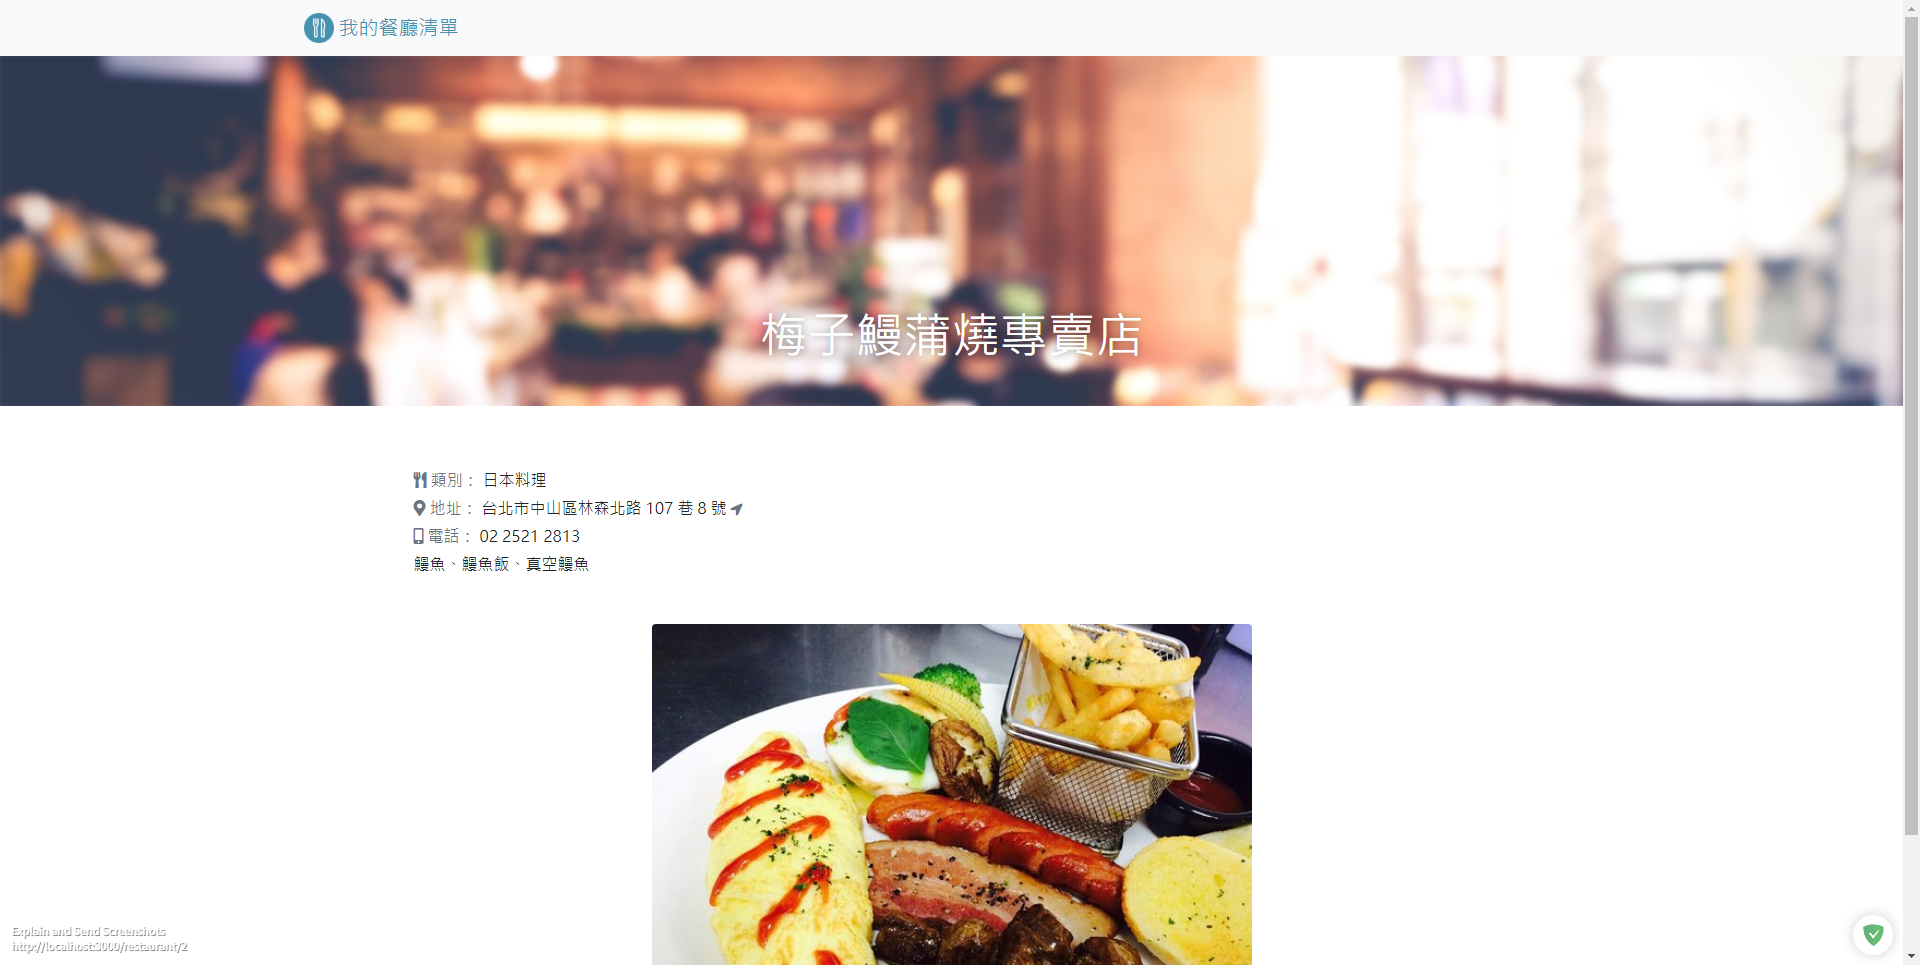 我的餐廳清單
梅子鰻蒲燒專賣店
類別： 日本料理
地址： 台北市中山區林森北路 107 巷 8 號
電話： 02 2521 2813
鰻魚、鰻魚飯、真空鰻魚
Explain and Send Screenshots
http://localhost:3000/restaurant/2